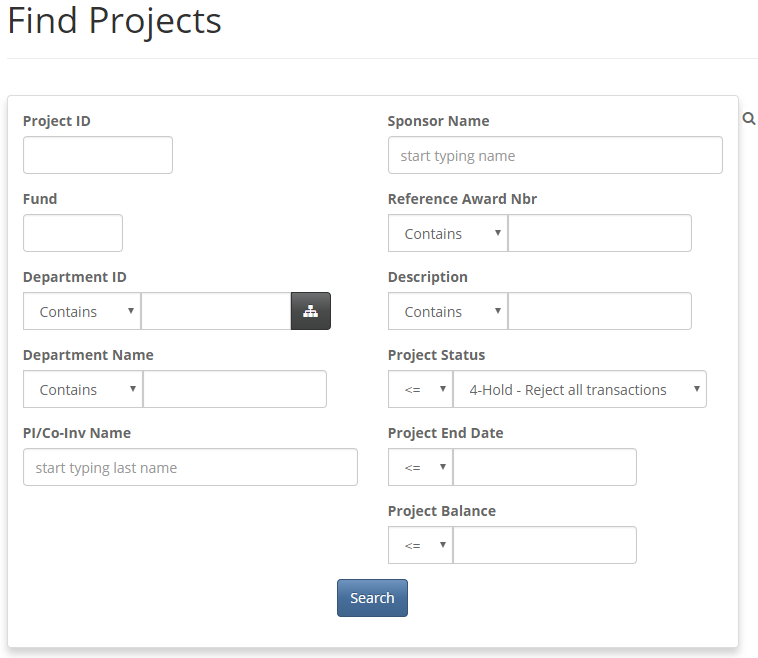 Find Projects
Project ID
Sponsor Name
start typing name
Fund
Reference Award Nbr
Contains
Department ID
Description
Contains
Contains
Department Name
Project Status
Contains
<= 4-Hold - Reject all transactions
PI/Co-Inv Name
Project End Date
start typing last name
<=
Project Balance
<=
Search